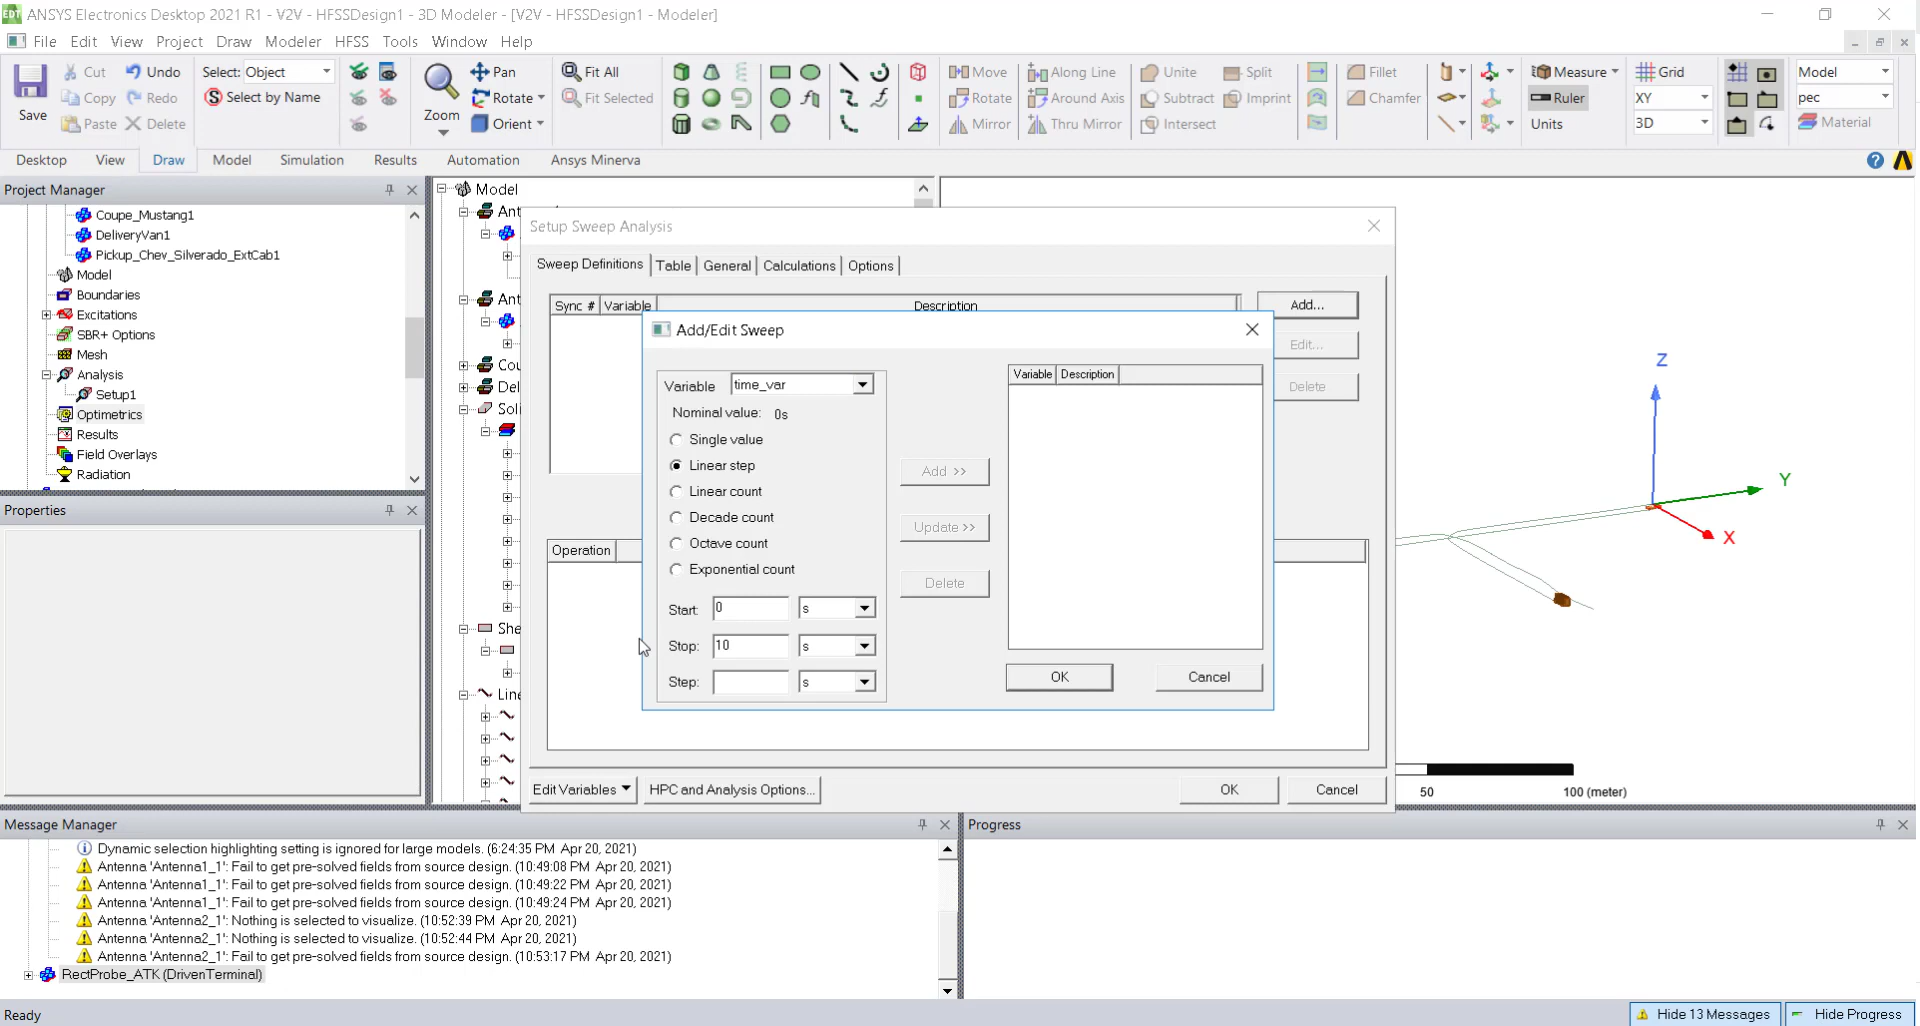 ANSYS Electronics Desktop 2021 R1 - V2V - HFSSDesign1 - 3D Modeler - [V2V - HFSSDesign1 - Modeler]
File Edit View Project Draw Modeler HFSS Tools Window Help
Save
Cut Undo
Copy Redo
Paste Delete
Select: Object
Select by Name
Zoom
Pan
Rotate
Orient
Fit All
Fit Selected
Move Along Line Unite Split Fillet
Rotate Around Axis Subtract Imprint Chamfer
Mirror Thru Mirror Intersect
Measure Grid
Ruler XY
Units 3D
Model
pec
Material
Desktop View Draw Model Simulation Results Automation Ansys Minerva
Project Manager
Coupe_Mustang1
DeliveryVan1
Pickup_Chev_Silverado_ExtCab1
Model
Boundaries
Excitations
SBR+ Options
Mesh
Analysis
Setup1
Optimetrics
Results
Field Overlays
Radiation
Properties
Model
Ant
Ant
Cou
Del
Soli
She
Line
Setup Sweep Analysis
Sweep Definitions Table General Calculations Options
Sync # Variable Description
Add...
Edit...
Delete
Operation
Edit Variables HPC and Analysis Options... OK Cancel
Add/Edit Sweep
Variable time_var
Nominal value: 0s
Single value
Linear step
Linear count
Decade count
Octave count
Exponential count
Start: 0 s
Stop: 10 s
Step: s
Add >>
Update >>
Delete
Variable Description
OK Cancel
Z
Y
X
50 100 (meter)
Message Manager
Dynamic selection highlighting setting is ignored for large models. (6:24:35 PM Apr 20, 2021)
Antenna 'Antenna1_1': Fail to get pre-solved fields from source design. (10:49:08 PM Apr 20, 2021)
Antenna 'Antenna1_1': Fail to get pre-solved fields from source design. (10:49:22 PM Apr 20, 2021)
Antenna 'Antenna1_1': Fail to get pre-solved fields from source design. (10:49:24 PM Apr 20, 2021)
Antenna 'Antenna2_1': Nothing is selected to visualize. (10:52:39 PM Apr 20, 2021)
Antenna 'Antenna2_1': Nothing is selected to visualize. (10:52:44 PM Apr 20, 2021)
Antenna 'Antenna2_1': Fail to get pre-solved fields from source design. (10:53:17 PM Apr 20, 2021)
RectProbe_ATK (DrivenTerminal)
Progress
Ready
Hide 13 Messages Hide Progress